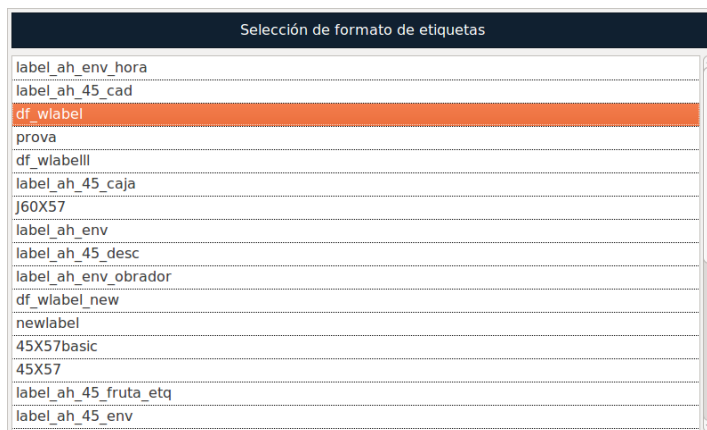 Selección de formato de etiquetas
label_ah_env_hora
label_ah_45_cad
df_wlabel
prova
df_wlabelll
label_ah_45_caja
J60X57
label_ah_env
label_ah_45_desc
label_ah_env_obrador
df_wlabel_new
newlabel
45X57basic
45X57
label_ah_45_fruta_etq
label_ah_45_env